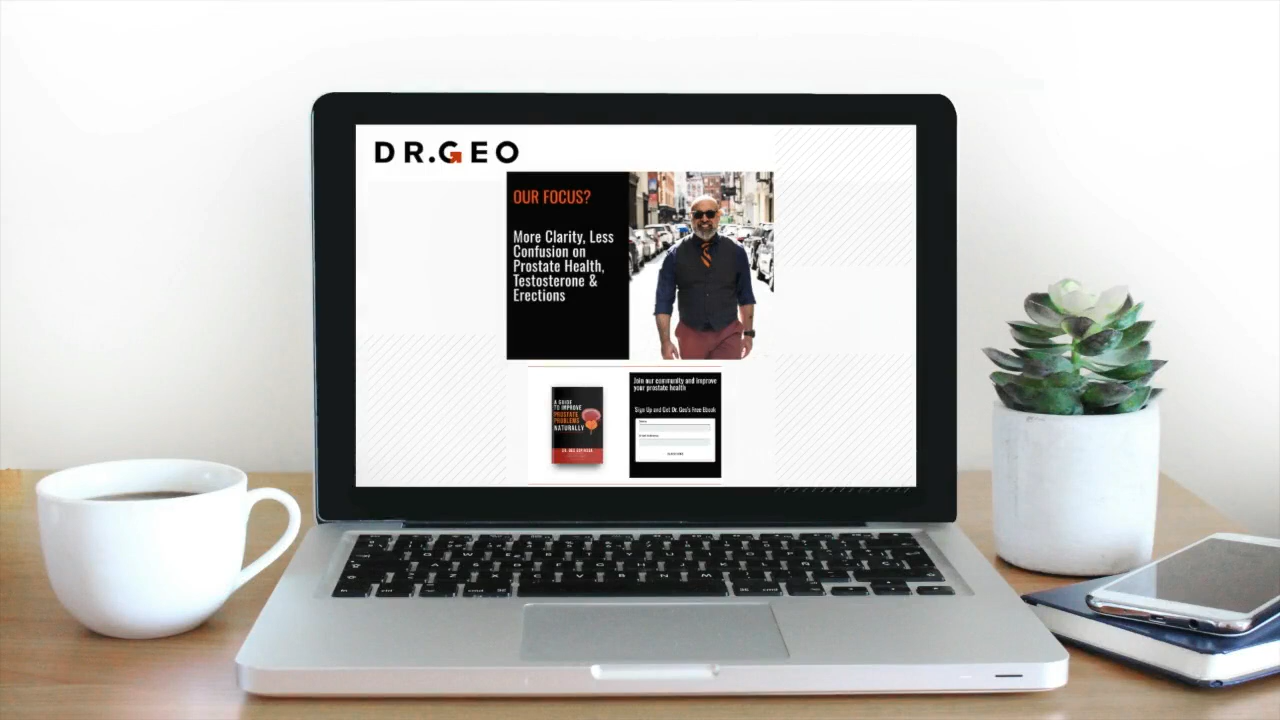 DR.GEO
OUR FOCUS?
More Clarity, Less
Confusion on
Prostate Health,
Testosterone &
Erections
A GUIDE
TO IMPROVE
PROSTATE
PROBLEMS
NATURALLY
Join our community and improve
your prostate health
Sign Up and Get Dr. Geo's Free Ebook